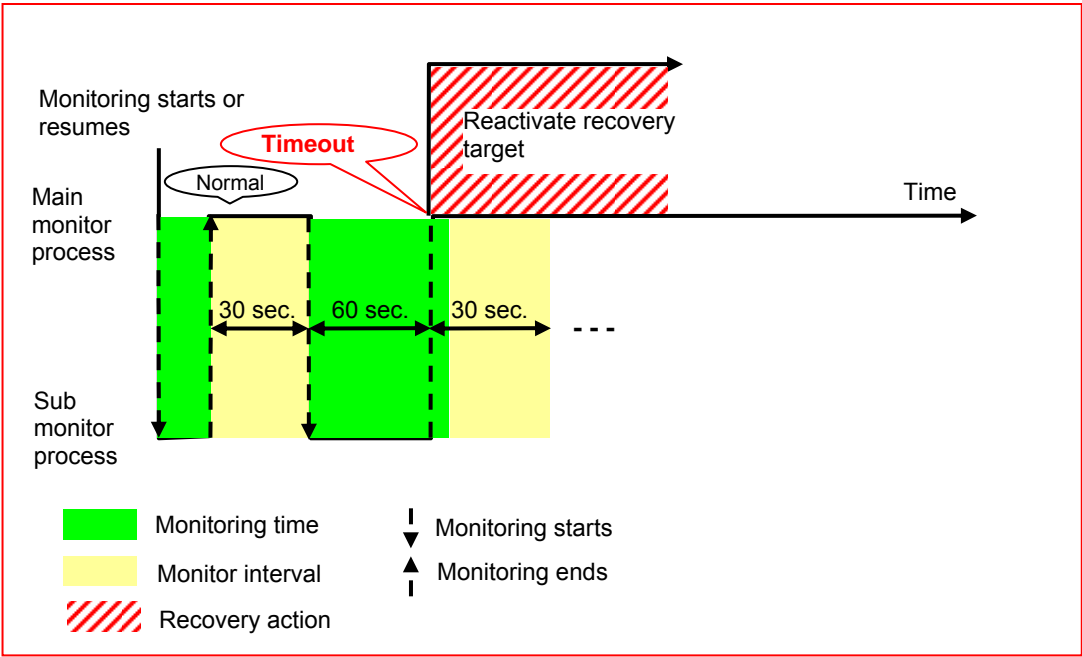 Monitoring starts or
resumes
Timeout
Reactivate recovery
target
Normal
Main
monitor
process
Time
30 sec.
60 sec.
30 sec.
- - -
Sub
monitor
process
Monitoring time
Monitoring starts
Monitor interval
Monitoring ends
Recovery action